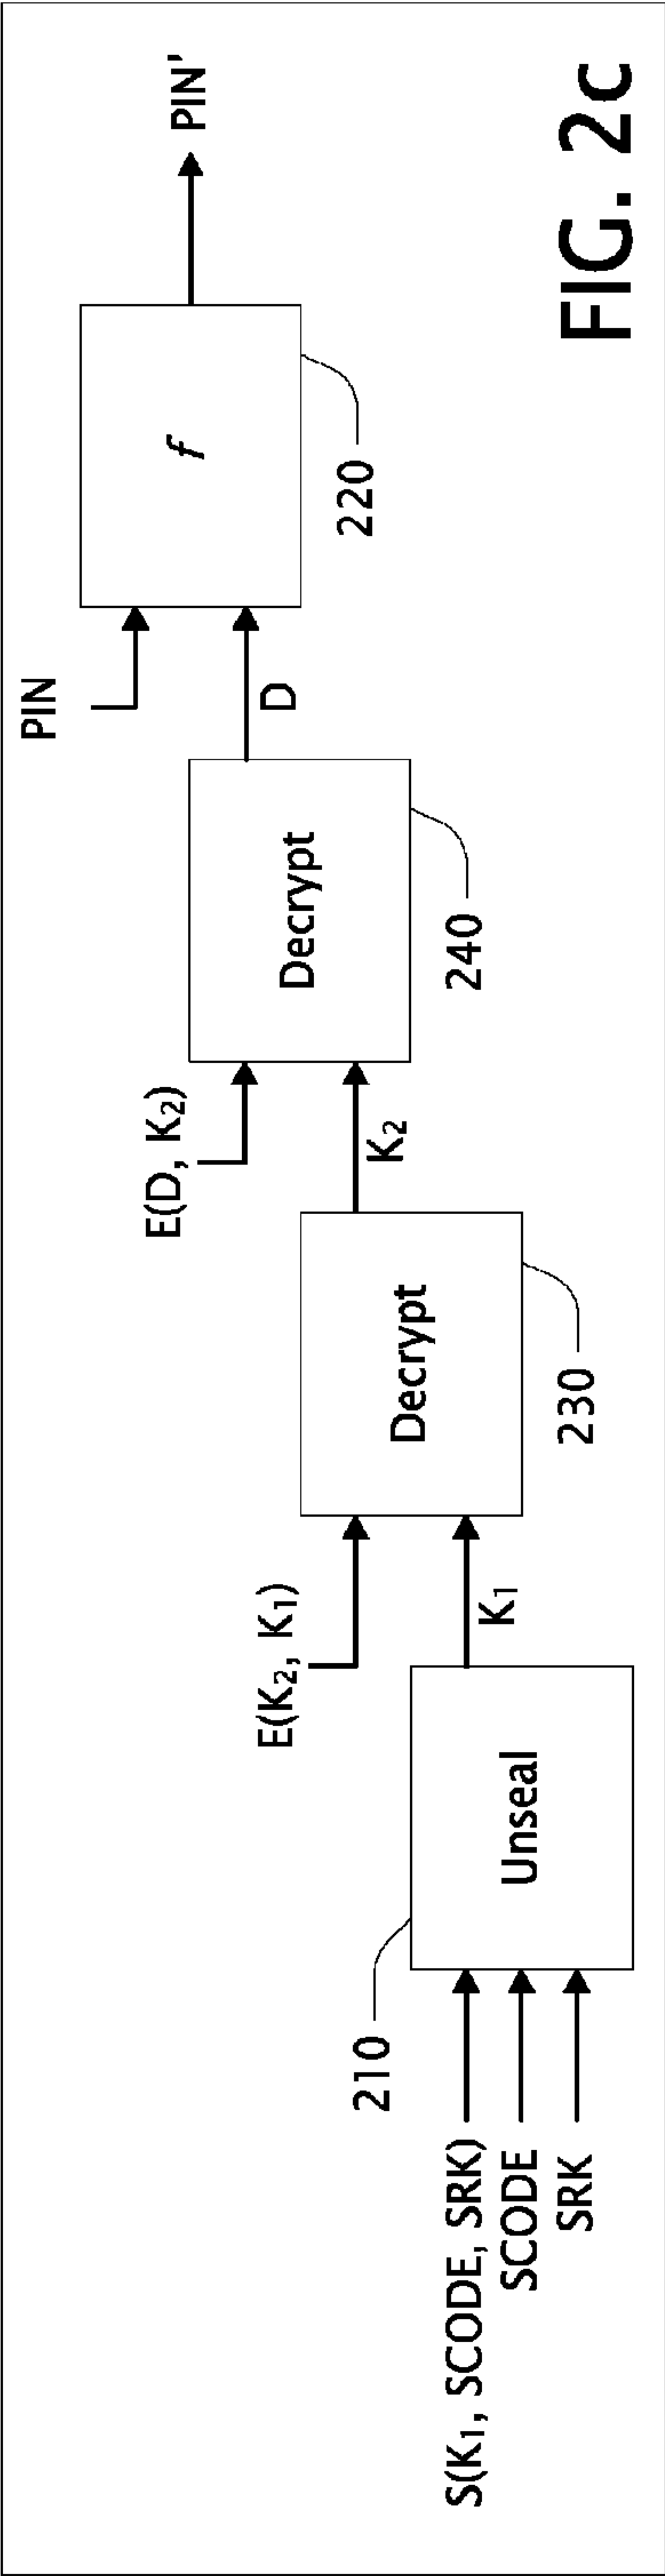 S(K₁, SCODE, SRK)
SCODE
SRK
210
Unseal
K₁
E(K₂, K₁)
Decrypt
230
K₂
E(D, K₂)
Decrypt
240
D
PIN
f
220
PIN'
FIG. 2c